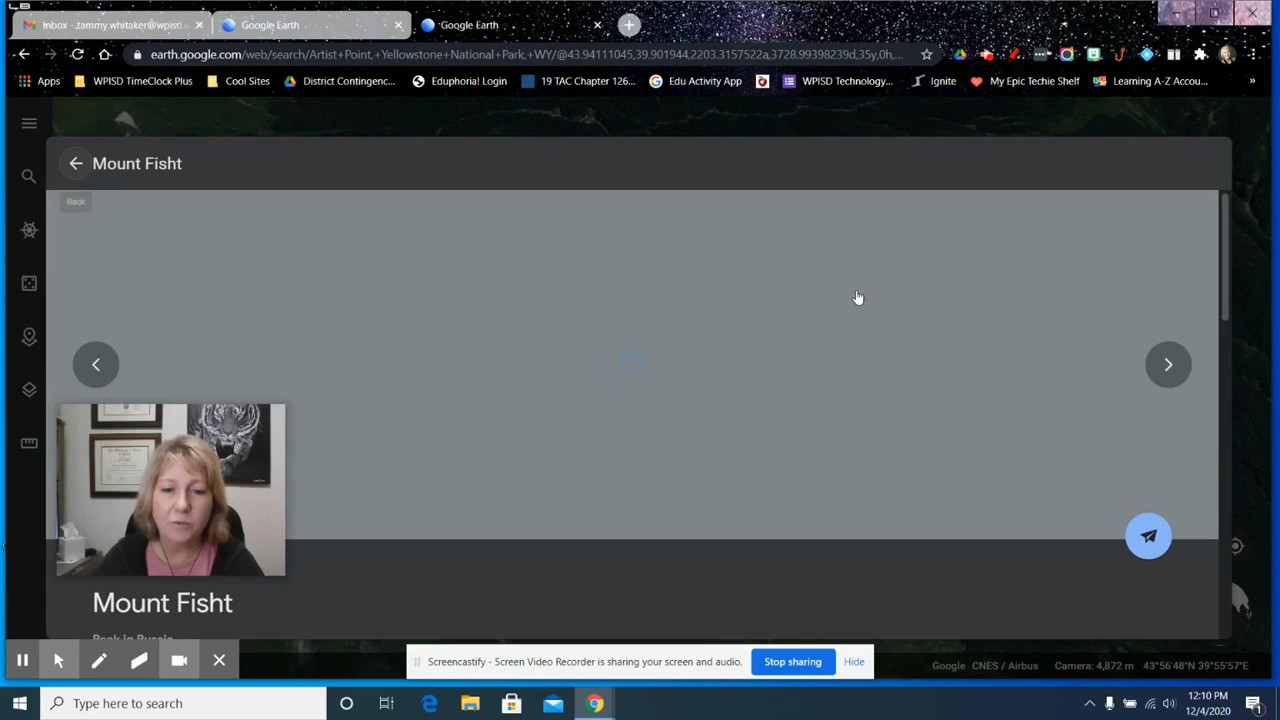 Inbox - tammy.whitaker@wpisd.
Google Earth
Google Earth
earth.google.com/web/search/Artist+Point,+Yellowstone+National+Park,+WY/@43.94111045,39.901944,2203.3157522a,3728.99398239d,35y,0h,...
Apps
WPISD TimeClock Plus
Cool Sites
District Contingenc...
Eduphoria! Login
19 TAC Chapter 126...
Edu Activity App
WPISD Technology...
Ignite
My Epic Techie Shelf
Learning A-Z Accou...
»
Mount Fisht
Back
Mount Fisht
Peak in Russia
Screencastify - Screen Video Recorder is sharing your screen and audio.
Stop sharing
Hide
Google CNES / Airbus Camera: 4,872 m 43°56'48"N 39°55'57"E
Type here to search
12:10 PM
12/4/2020
1